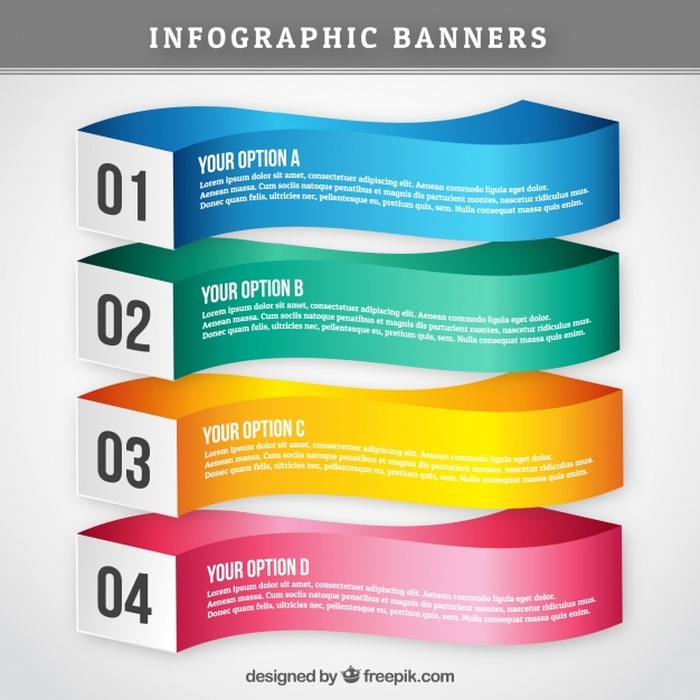 INFOGRAPHIC BANNERS
01
YOUR OPTION A
Lorem ipsum dolor sit amet, consectetuer adipiscing elit. Aenean commodo ligula eget dolor.
Aenean massa. Cum sociis natoque penatibus et magnis dis parturient montes, nascetur ridiculus mus.
Donec quam felis, ultricies nec, pellentesque eu, pretium quis, sem. Nulla consequat massa quis enim.
02
YOUR OPTION B
Lorem ipsum dolor sit amet, consectetuer adipiscing elit. Aenean commodo ligula eget dolor.
Aenean massa. Cum sociis natoque penatibus et magnis dis parturient montes, nascetur ridiculus mus.
Donec quam felis, ultricies nec, pellentesque eu, pretium quis, sem. Nulla consequat massa quis enim.
03
YOUR OPTION C
Lorem ipsum dolor sit amet, consectetuer adipiscing elit. Aenean commodo ligula eget dolor.
Aenean massa. Cum sociis natoque penatibus et magnis dis parturient montes, nascetur ridiculus mus.
Donec quam felis, ultricies nec, pellentesque eu, pretium quis, sem. Nulla consequat massa quis enim.
04
YOUR OPTION D
Lorem ipsum dolor sit amet, consectetuer adipiscing elit. Aenean commodo ligula eget dolor.
Aenean massa. Cum sociis natoque penatibus et magnis dis parturient montes, nascetur ridiculus mus.
Donec quam felis, ultricies nec, pellentesque eu, pretium quis, sem. Nulla consequat massa quis enim.
designed by freepik.com